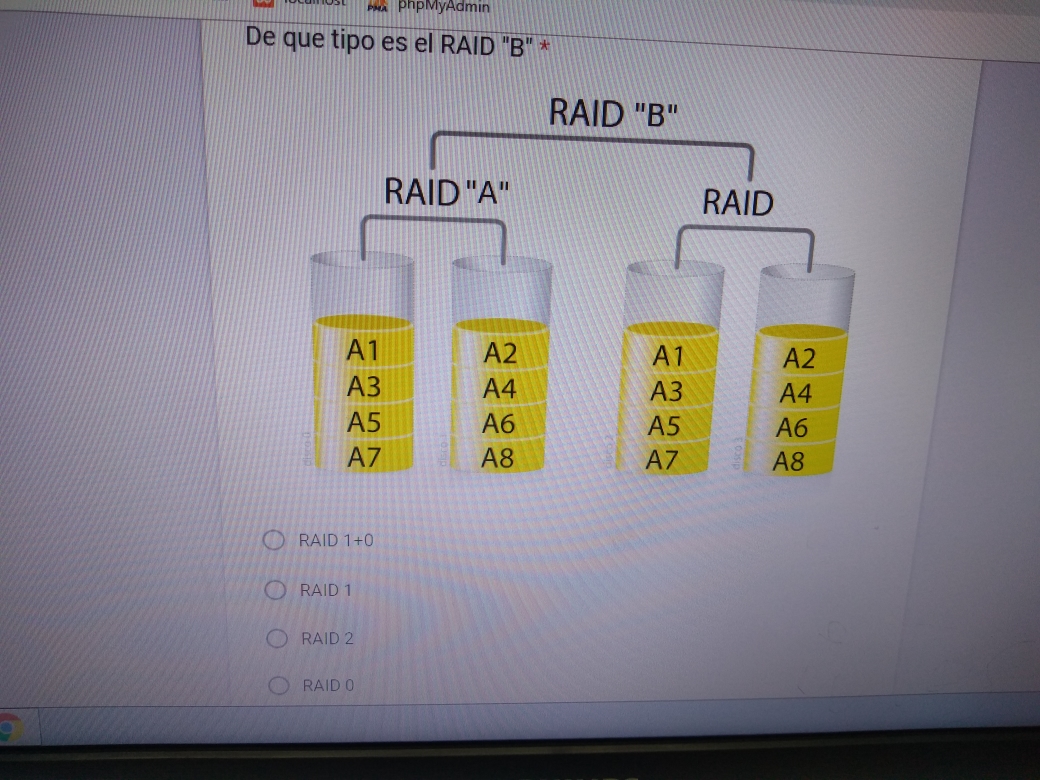 localhost
phpMyAdmin
De que tipo es el RAID "B" *
RAID "B"
RAID "A"
RAID
A1
A3
A5
A7
A2
A4
A6
A8
A1
A3
A5
A7
A2
A4
A6
A8
RAID 1+0
RAID 1
RAID 2
RAID 0